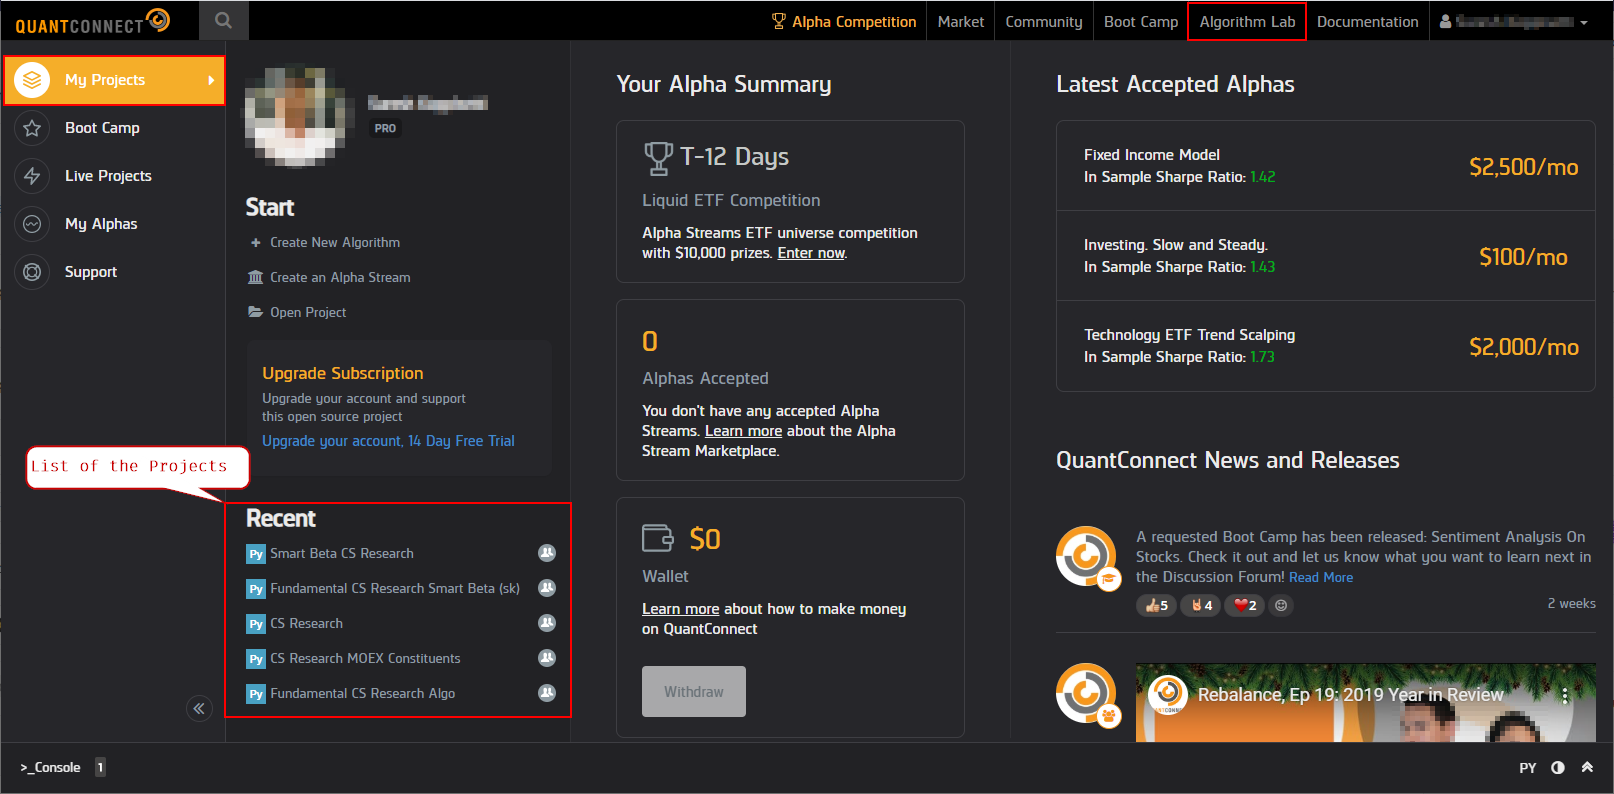 QUANTCONNECT
Alpha Competition
Market
Community
Boot Camp
Algorithm Lab
Documentation
My Projects
Boot Camp
Live Projects
My Alphas
Support
PRO
Start
Create New Algorithm
Create an Alpha Stream
Open Project
Upgrade Subscription
Upgrade your account and support
this open source project
Upgrade your account, 14 Day Free Trial
List of the Projects
Recent
Py Smart Beta CS Research
Py Fundamental CS Research Smart Beta (sk)
Py CS Research
Py CS Research MOEX Constituents
Py Fundamental CS Research Algo
Your Alpha Summary
T-12 Days
Liquid ETF Competition
Alpha Streams ETF universe competition
with $10,000 prizes. Enter now.
0
Alphas Accepted
You don't have any accepted Alpha
Streams. Learn more about the Alpha
Stream Marketplace.
$0
Wallet
Learn more about how to make money
on QuantConnect
Withdraw
Latest Accepted Alphas
Fixed Income Model
In Sample Sharpe Ratio: 1.42
$2,500/mo
Investing. Slow and Steady.
In Sample Sharpe Ratio: 1.43
$100/mo
Technology ETF Trend Scalping
In Sample Sharpe Ratio: 1.73
$2,000/mo
QuantConnect News and Releases
A requested Boot Camp has been released: Sentiment Analysis On
Stocks. Check it out and let us know what you want to learn next in
the Discussion Forum! Read More
👍5 🤘4 ❤️2
2 weeks
Rebalance, Ep 19: 2019 Year in Review
>_Console 1
PY